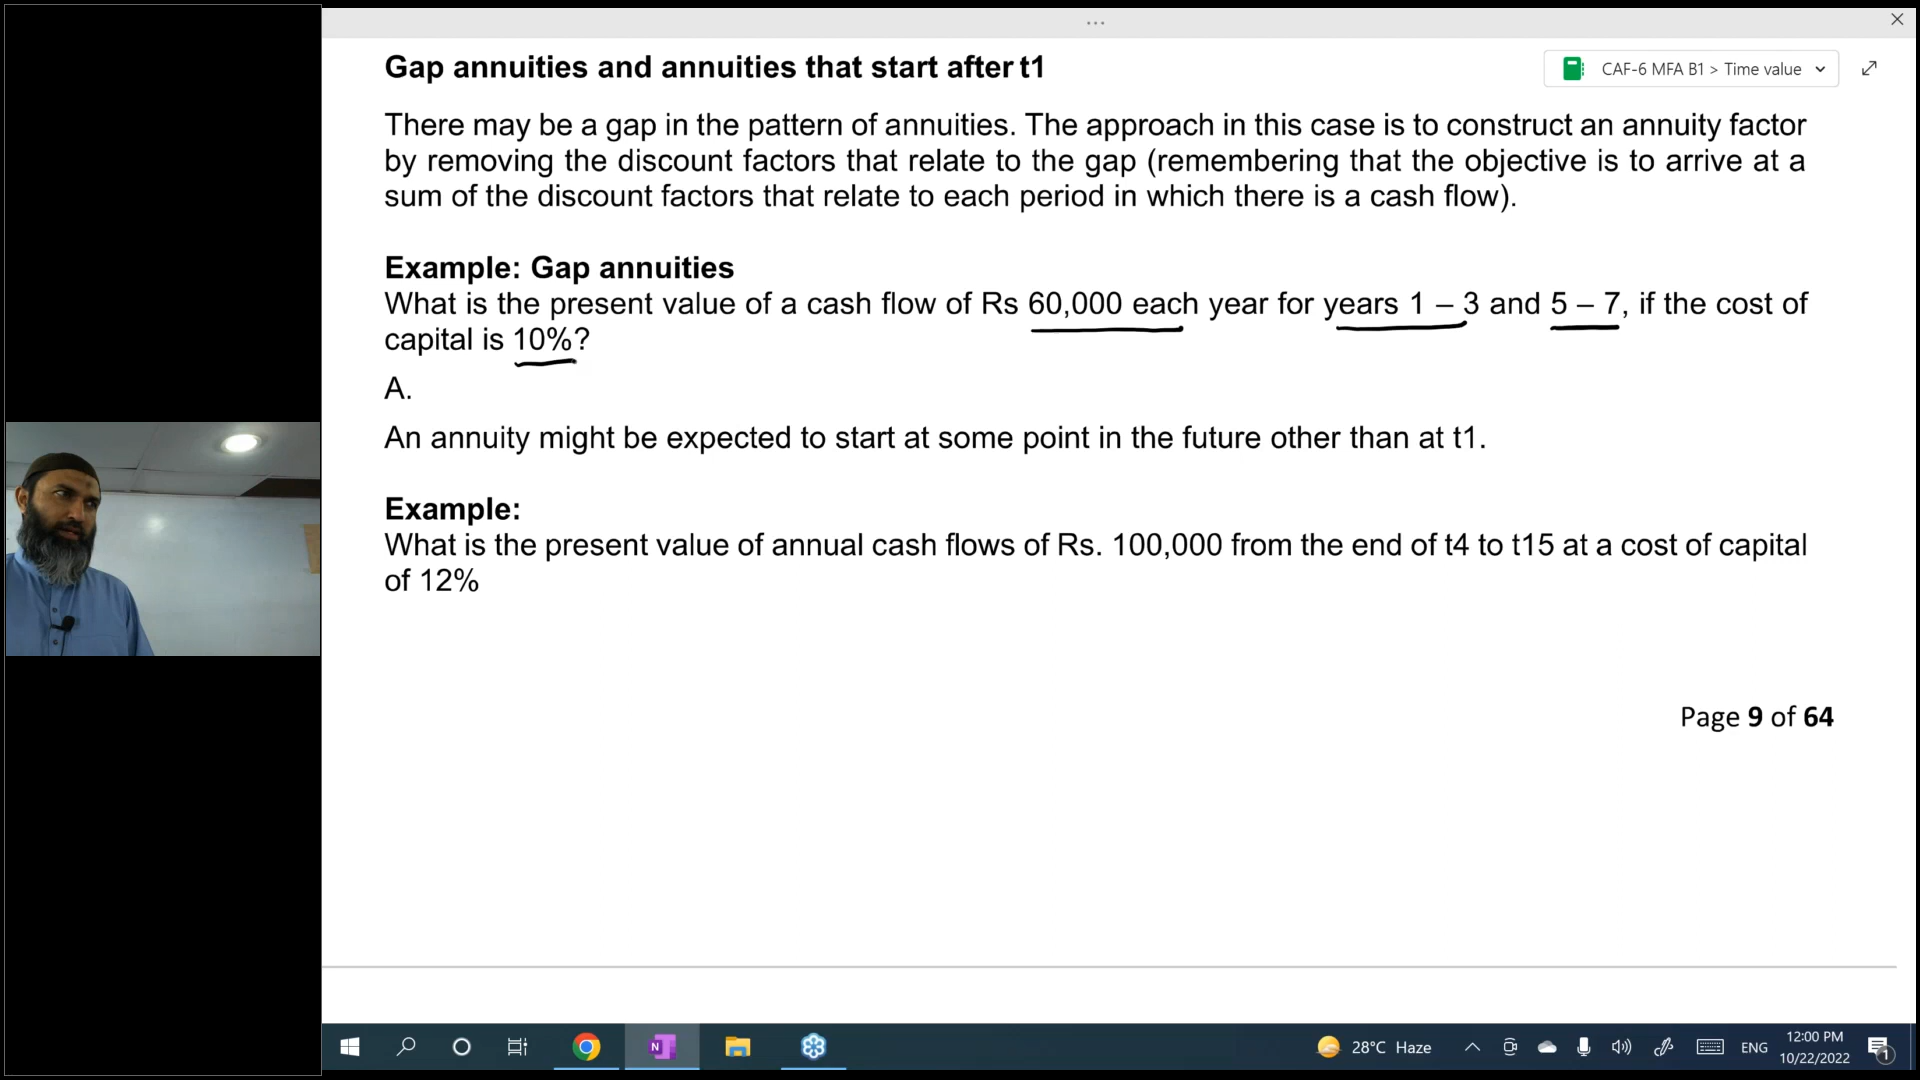 Gap annuities and annuities that start after t1
CAF-6 MFA B1 > Time value
There may be a gap in the pattern of annuities. The approach in this case is to construct an annuity factor
by removing the discount factors that relate to the gap (remembering that the objective is to arrive at a
sum of the discount factors that relate to each period in which there is a cash flow).
Example: Gap annuities
What is the present value of a cash flow of Rs 60,000 each year for years 1 – 3 and 5 – 7, if the cost of
capital is 10%?
A.
An annuity might be expected to start at some point in the future other than at t1.
Example:
What is the present value of annual cash flows of Rs. 100,000 from the end of t4 to t15 at a cost of capital
of 12%
Page 9 of 64
28°C Haze
ENG
12:00 PM
10/22/2022
1
N